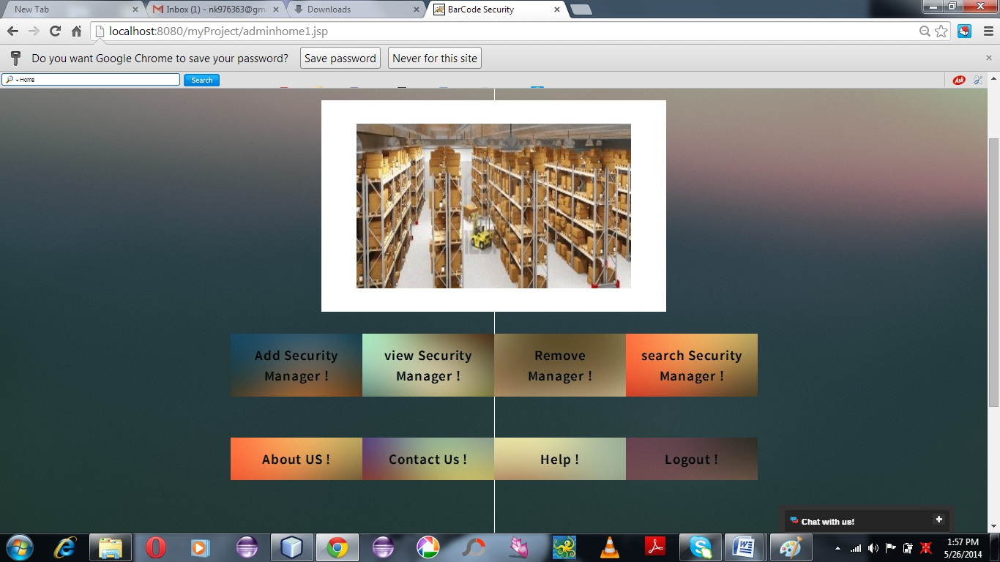 New Tab
Inbox (1) - nk976363@gma
Downloads
BarCode Security
localhost:8080/myProject/adminhome1.jsp
Do you want Google Chrome to save your password?
Save password
Never for this site
Home
Search
Ask
Add Security
Manager !
view Security
Manager !
Remove
Manager !
search Security
Manager !
About US !
Contact Us !
Help !
Logout !
Chat with us!
1:57 PM
5/26/2014